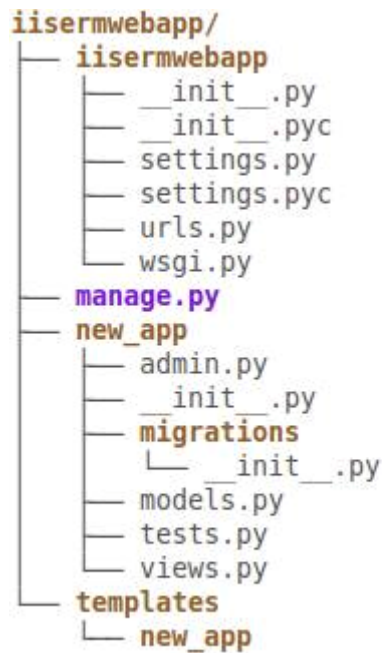 iisermwebapp/
├── iisermwebapp
│   ├── __init__.py
│   ├── __init__.pyc
│   ├── settings.py
│   ├── settings.pyc
│   ├── urls.py
│   └── wsgi.py
├── manage.py
├── new_app
│   ├── admin.py
│   ├── __init__.py
│   ├── migrations
│   │   └── __init__.py
│   ├── models.py
│   ├── tests.py
│   └── views.py
└── templates
    └── new_app